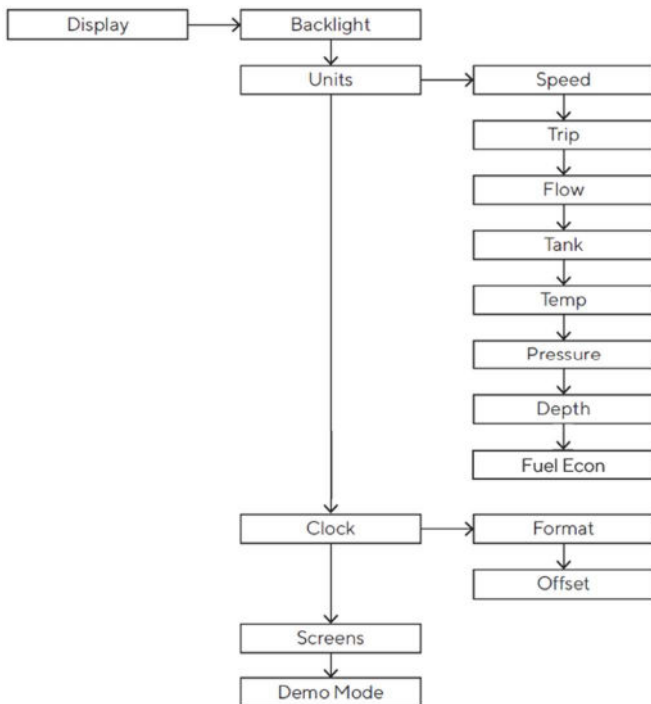 Display
Backlight
Units
Speed
Trip
Flow
Tank
Temp
Pressure
Depth
Fuel Econ
Clock
Format
Offset
Screens
Demo Mode